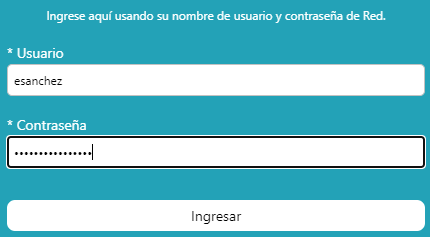 Ingrese aquí usando su nombre de usuario y contraseña de Red.
* Usuario
esanchez
* Contraseña
••••••••••••••••
Ingresar